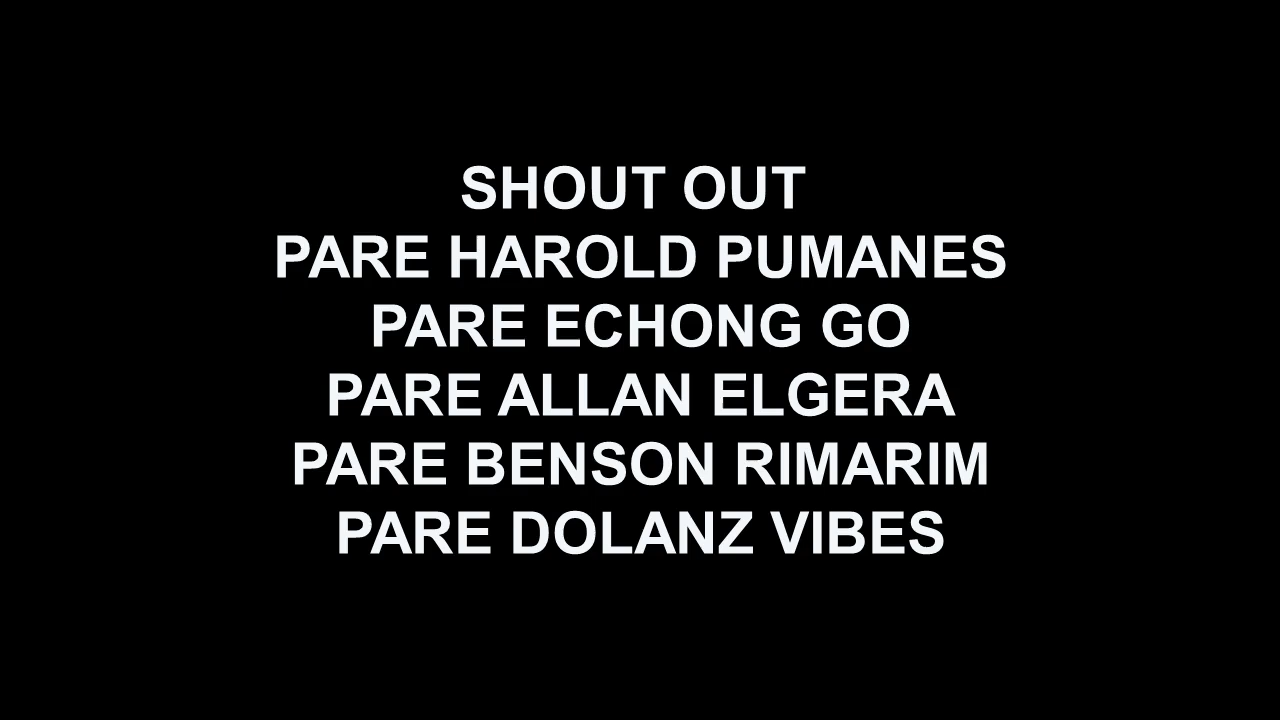 SHOUT OUT
PARE HAROLD PUMANES
PARE ECHONG GO
PARE ALLAN ELGERA
PARE BENSON RIMARIM
PARE DOLANZ VIBES